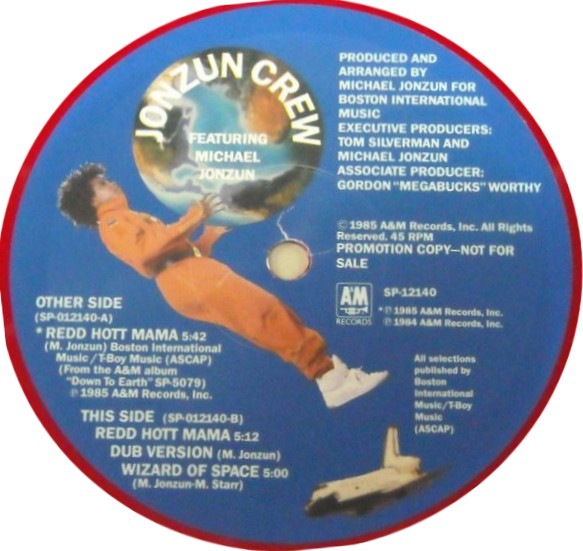 JONZUN CREW
FEATURING
MICHAEL
JONZUN
PRODUCED AND
ARRANGED BY
MICHAEL JONZUN FOR
BOSTON INTERNATIONAL
MUSIC
EXECUTIVE PRODUCERS:
TOM SILVERMAN AND
MICHAEL JONZUN
ASSOCIATE PRODUCER:
GORDON "MEGABUCKS" WORTHY
© 1985 A&M Records, Inc. All Rights
Reserved. 45 RPM
PROMOTION COPY—NOT FOR
SALE
A&M
RECORDS
SP-12140
* ℗ 1985 A&M Records, Inc.
℗ 1984 A&M Records, Inc.
All selections
published by
Boston
International
Music/T-Boy
Music
(ASCAP)
OTHER SIDE
(SP-012140-A)
* REDD HOTT MAMA 5:42
(M. Jonzun) Boston International
Music/T-Boy Music (ASCAP)
(From the A&M album
"Down To Earth" SP-5079)
℗ 1985 A&M Records, Inc.
THIS SIDE (SP-012140-B)
REDD HOTT MAMA 5:12
DUB VERSION (M. Jonzun)
WIZARD OF SPACE 5:00
(M. Jonzun-M. Starr)